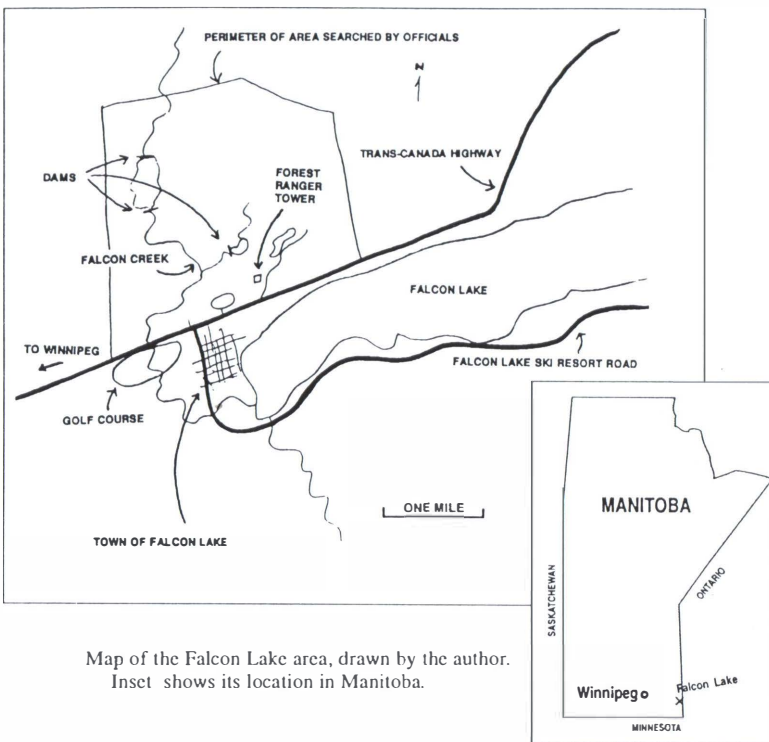 PERIMETER OF AREA SEARCHED BY OFFICIALS
N
TRANS-CANADA HIGHWAY
DAMS
FOREST
RANGER
TOWER
FALCON CREEK
FALCON LAKE
TO WINNIPEG
FALCON LAKE SKI RESORT ROAD
GOLF COURSE
ONE MILE
TOWN OF FALCON LAKE
MANITOBA
SASKATCHEWAN
ONTARIO
Winnipeg
Falcon Lake
MINNESOTA
Map of the Falcon Lake area, drawn by the author.
Inset shows its location in Manitoba.